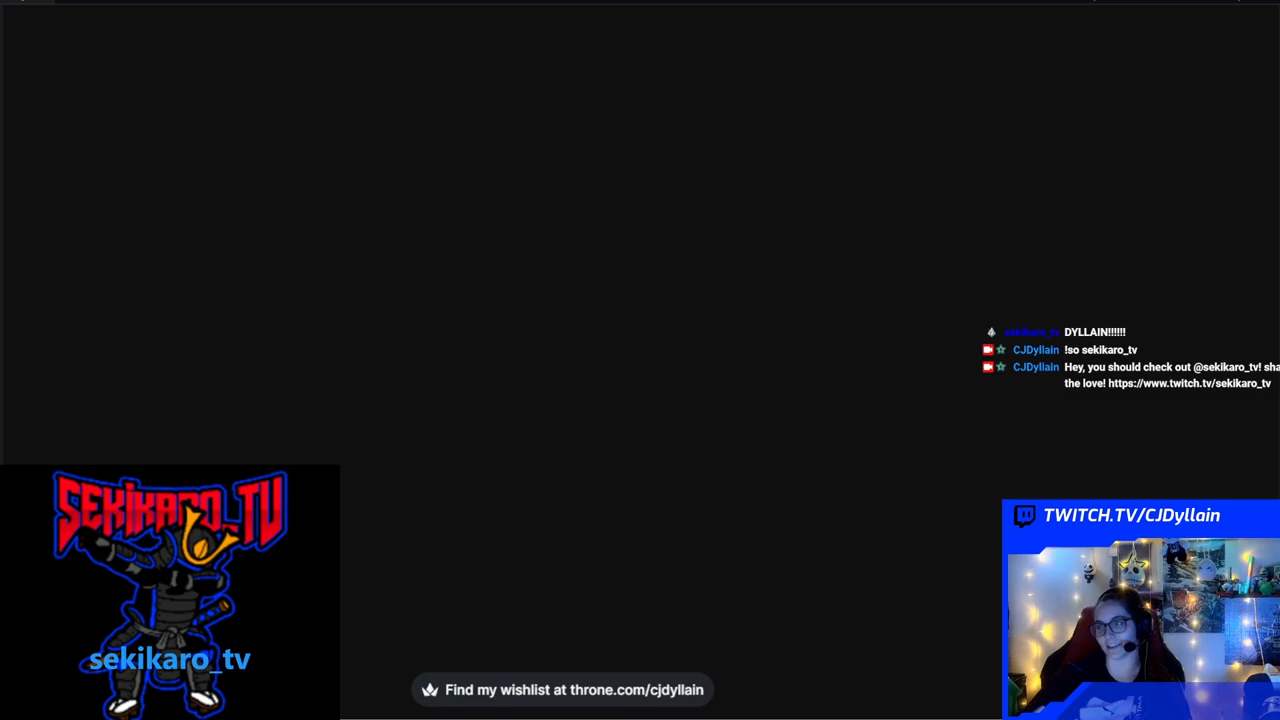 sekikaro_tv DYLLAIN!!!!!!
CJDyllain !so sekikaro_tv
CJDyllain Hey, you should check out @sekikaro_tv! sha
the love! https://www.twitch.tv/sekikaro_tv
SEKIKARO_TV
sekikaro_tv
TWITCH.TV/CJDyllain
Find my wishlist at throne.com/cjdyllain